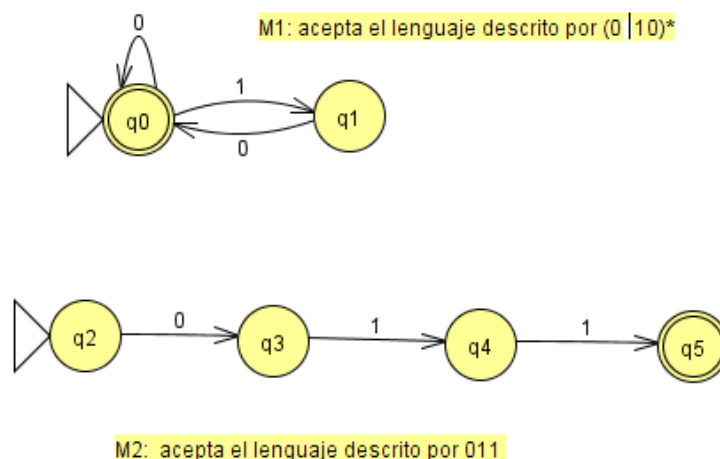 0
M1: acepta el lenguaje descrito por (0 |10)*
q0
1
q1
0
q2
0
q3
1
q4
1
q5
M2: acepta el lenguaje descrito por 011